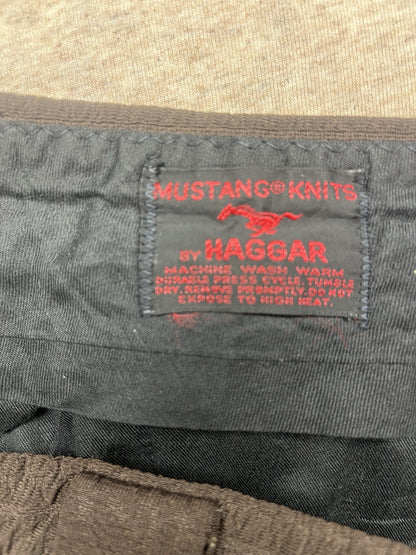 MUSTANG® KNITS
BY HAGGAR
MACHINE WASH WARM
DURABLE PRESS CYCLE. TUMBLE
DRY. REMOVE PROMPTLY. DO NOT
EXPOSE TO HIGH HEAT.